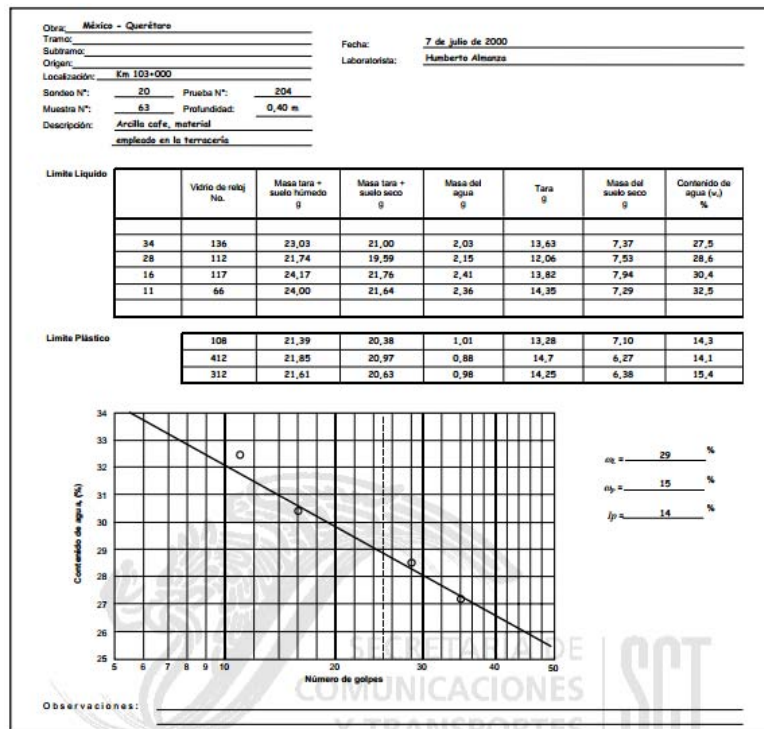 Obra: México - Querétaro
Tramo:
Subtramo:
Origen:
Localización: Km 103+000
Fecha: 7 de julio de 2000
Laboratorista: Humberto Almanza
Sondeo N°: 20 Prueba N°: 204
Muestra N°: 63 Profundidad: 0,40 m
Descripción: Arcilla cafe, material
empleado en la terracería
Limite Líquido
Vidrio de reloj No. Masa tara + suelo húmedo g Masa tara + suelo seco g Masa del agua g Tara g Masa del suelo seco g Contenido de agua (ω) %
34 136 23,03 21,00 2,03 13,63 7,37 27,5
28 112 21,74 19,59 2,15 12,06 7,53 28,6
16 117 24,17 21,76 2,41 13,82 7,94 30,4
11 66 24,00 21,64 2,36 14,35 7,29 32,5
Limite Plástico
108 21,39 20,38 1,01 13,28 7,10 14,3
412 21,85 20,97 0,88 14,7 6,27 14,1
312 21,61 20,63 0,98 14,25 6,38 15,4
Contenido de agua, (%)
34
33
32
31
30
29
28
27
26
25
5 6 7 8 9 10 20 30 40 50
Número de golpes
ωL = 29 %
ωP = 15 %
Ip = 14 %
SECRETARÍA DE
COMUNICACIONES
Y TRANSPORTES
SCT
Observaciones: